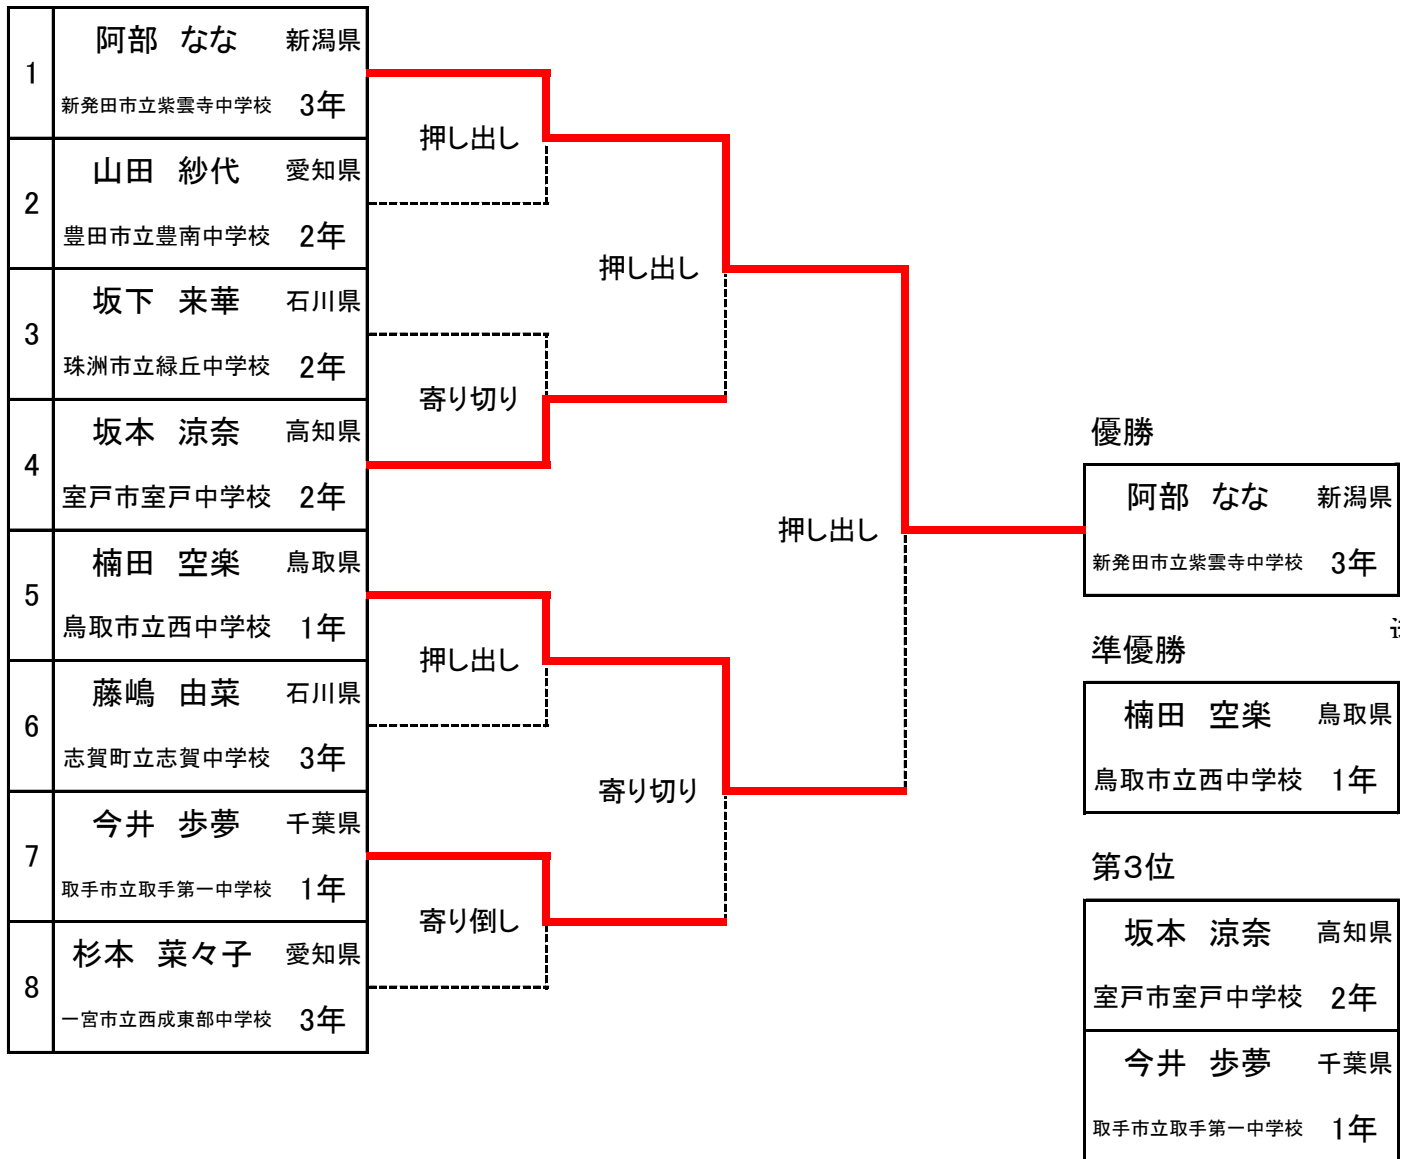 1
阿部 なな 新潟県
新発田市立紫雲寺中学校 3年
2
山田 紗代 愛知県
豊田市立豊南中学校 2年
3
坂下 来華 石川県
珠洲市立緑丘中学校 2年
4
坂本 涼奈 高知県
室戸市室戸中学校 2年
5
楠田 空楽 鳥取県
鳥取市立西中学校 1年
6
藤嶋 由菜 石川県
志賀町立志賀中学校 3年
7
今井 歩夢 千葉県
取手市立取手第一中学校 1年
8
杉本 菜々子 愛知県
一宮市立西成東部中学校 3年
押し出し
寄り切り
押し出し
寄り倒し
押し出し
寄り切り
押し出し
優勝
阿部 なな 新潟県
新発田市立紫雲寺中学校 3年
準優勝
楠田 空楽 鳥取県
鳥取市立西中学校 1年
第3位
坂本 涼奈 高知県
室戸市室戸中学校 2年
今井 歩夢 千葉県
取手市立取手第一中学校 1年